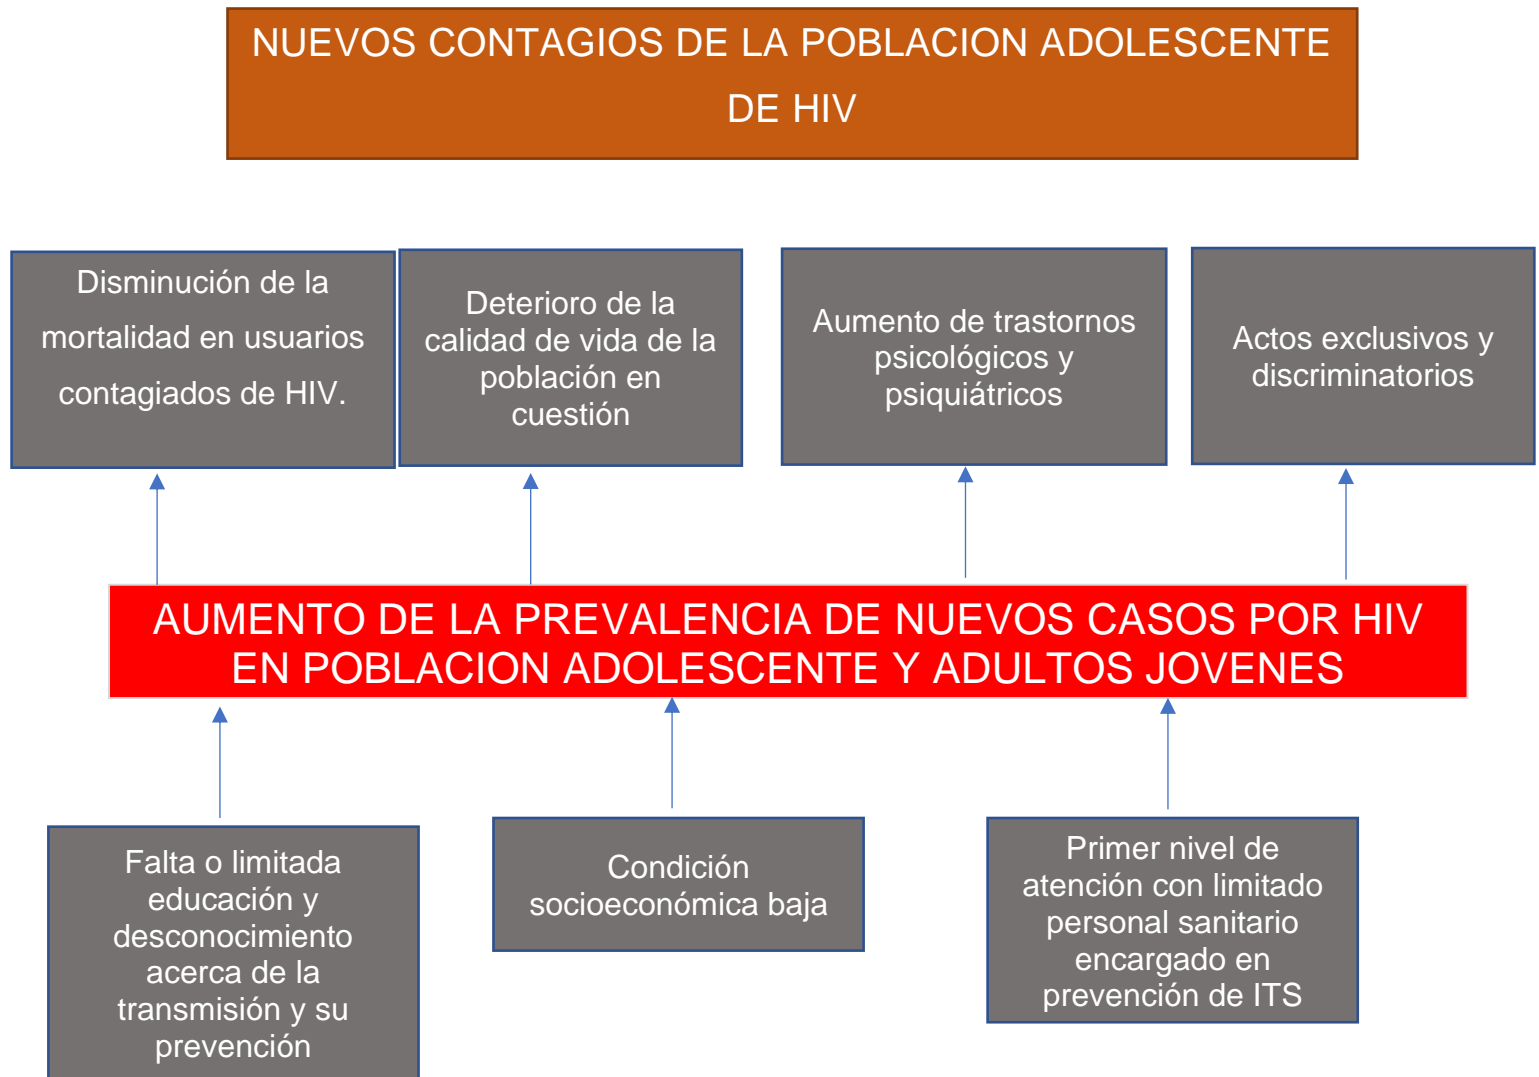 NUEVOS CONTAGIOS DE LA POBLACION ADOLESCENTE
DE HIV
Disminución de la
mortalidad en usuarios
contagiados de HIV.
Deterioro de la
calidad de vida de la
población en
cuestión
Aumento de trastornos
psicológicos y
psiquiátricos
Actos exclusivos y
discriminatorios
AUMENTO DE LA PREVALENCIA DE NUEVOS CASOS POR HIV
EN POBLACION ADOLESCENTE Y ADULTOS JOVENES
Falta o limitada
educación y
desconocimiento
acerca de la
transmisión y su
prevención
Condición
socioeconómica baja
Primer nivel de
atención con limitado
personal sanitario
encargado en
prevención de ITS